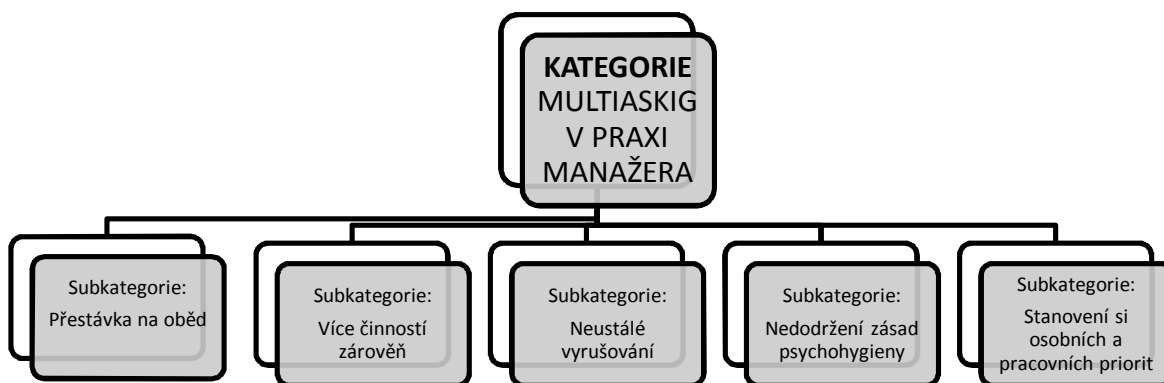 KATEGORIE
MULTIASKIG
V PRAXI
MANAŽERA
Subkategorie:
Přestávka na oběd
Subkategorie:
Více činností
zárověň
Subkategorie:
Neustálé
vyrušování
Subkategorie:
Nedodržení zásad
psychohygieny
Subkategorie:
Stanovení si
osobních a
pracovních priorit